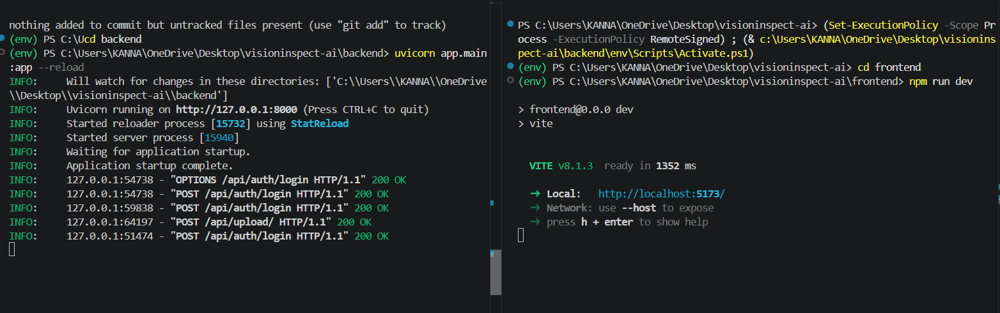 nothing added to commit but untracked files present (use "git add" to track)
(env) PS C:\Ucd backend
(env) PS C:\Users\KANNA\OneDrive\Desktop\visioninspect-ai\backend> uvicorn app.main
:app --reload
INFO:     Will watch for changes in these directories: ['C:\\Users\\KANNA\\OneDrive
\\Desktop\\visioninspect-ai\\backend']
INFO:     Uvicorn running on http://127.0.0.1:8000 (Press CTRL+C to quit)
INFO:     Started reloader process [15732] using StatReload
INFO:     Started server process [15940]
INFO:     Waiting for application startup.
INFO:     Application startup complete.
INFO:     127.0.0.1:54738 - "OPTIONS /api/auth/login HTTP/1.1" 200 OK
INFO:     127.0.0.1:54738 - "POST /api/auth/login HTTP/1.1" 200 OK
INFO:     127.0.0.1:59838 - "POST /api/auth/login HTTP/1.1" 200 OK
INFO:     127.0.0.1:64197 - "POST /api/upload/ HTTP/1.1" 200 OK
INFO:     127.0.0.1:51474 - "POST /api/auth/login HTTP/1.1" 200 OK
PS C:\Users\KANNA\OneDrive\Desktop\visioninspect-ai> (Set-ExecutionPolicy -Scope Pr
ocess -ExecutionPolicy RemoteSigned) ; (& c:\Users\KANNA\OneDrive\Desktop\visionins
pect-ai\backend\env\Scripts\Activate.ps1)
(env) PS C:\Users\KANNA\OneDrive\Desktop\visioninspect-ai> cd frontend
(env) PS C:\Users\KANNA\OneDrive\Desktop\visioninspect-ai\frontend> npm run dev
> frontend@0.0.0 dev
> vite
VITE v8.1.3  ready in 1352 ms
➜ Local:   http://localhost:5173/
➜ Network: use --host to expose
➜ press h + enter to show help